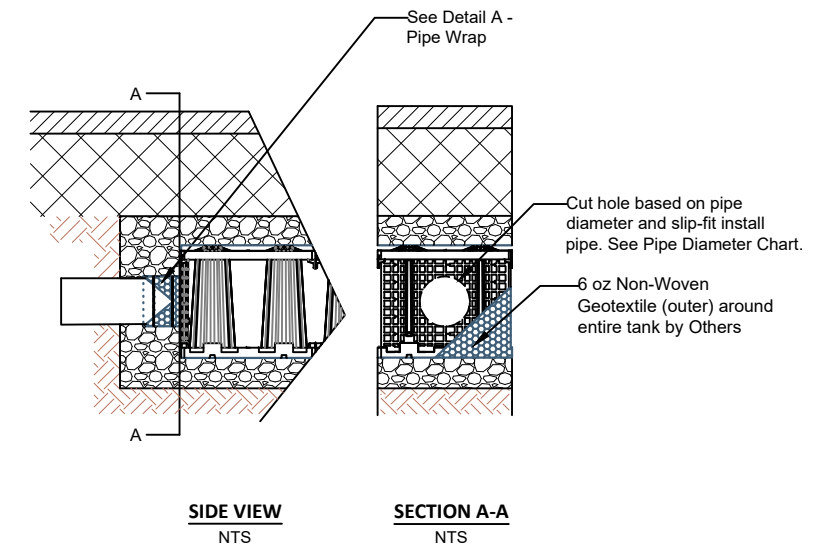 See Detail A -
Pipe Wrap
A
A
Cut hole based on pipe
diameter and slip-fit install
pipe. See Pipe Diameter Chart.
6 oz Non-Woven
Geotextile (outer) around
entire tank by Others
SIDE VIEW
NTS
SECTION A-A
NTS